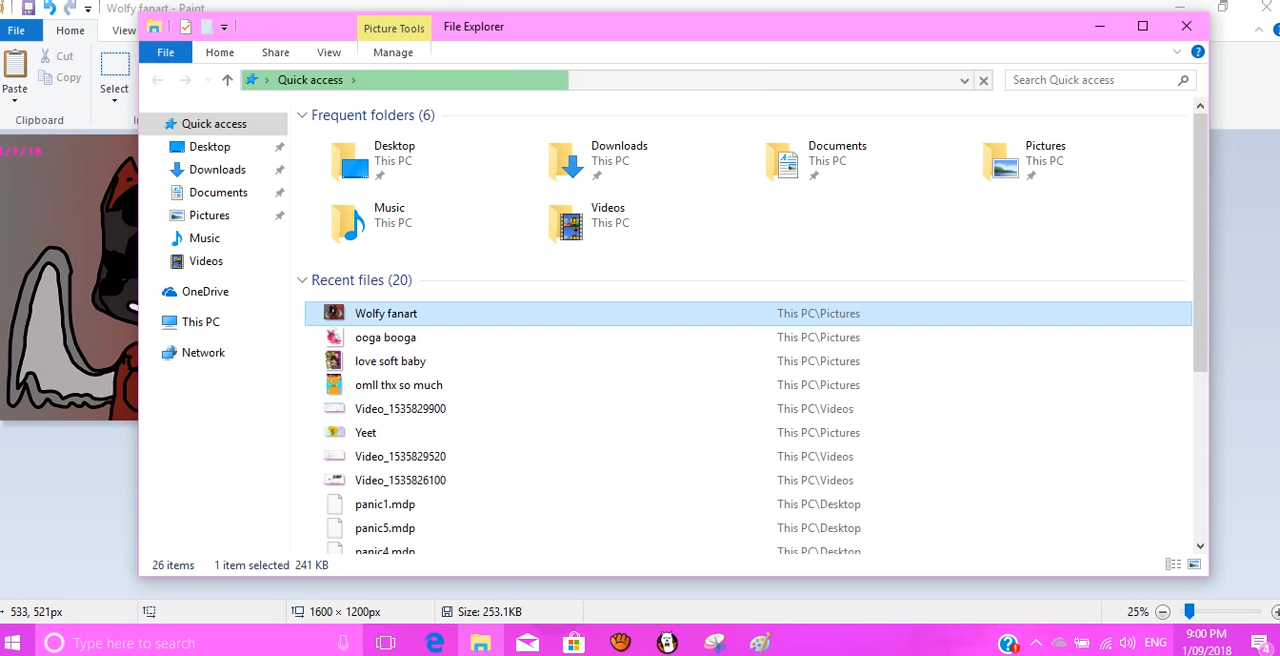 Wolfy fanart - Paint
File
Home
View
Cut
Copy
Paste
Select
Clipboard
Picture Tools
File Explorer
File
Home
Share
View
Manage
Quick access
Search Quick access
Quick access
Desktop
Downloads
Documents
Pictures
Music
Videos
OneDrive
This PC
Network
Frequent folders (6)
Desktop
This PC
Downloads
This PC
Documents
This PC
Pictures
This PC
Music
This PC
Videos
This PC
Recent files (20)
Wolfy fanart This PC\Pictures
ooga booga This PC\Pictures
love soft baby This PC\Pictures
omll thx so much This PC\Pictures
Video_1535829900 This PC\Videos
Yeet This PC\Pictures
Video_1535829520 This PC\Videos
Video_1535826100 This PC\Videos
panic1.mdp This PC\Desktop
panic5.mdp This PC\Desktop
panic4.mdp This PC\Desktop
26 items 1 item selected 241 KB
533, 521px
1600 × 1200px
Size: 253.1KB
25%
Type here to search
ENG
9:00 PM
1/09/2018
4